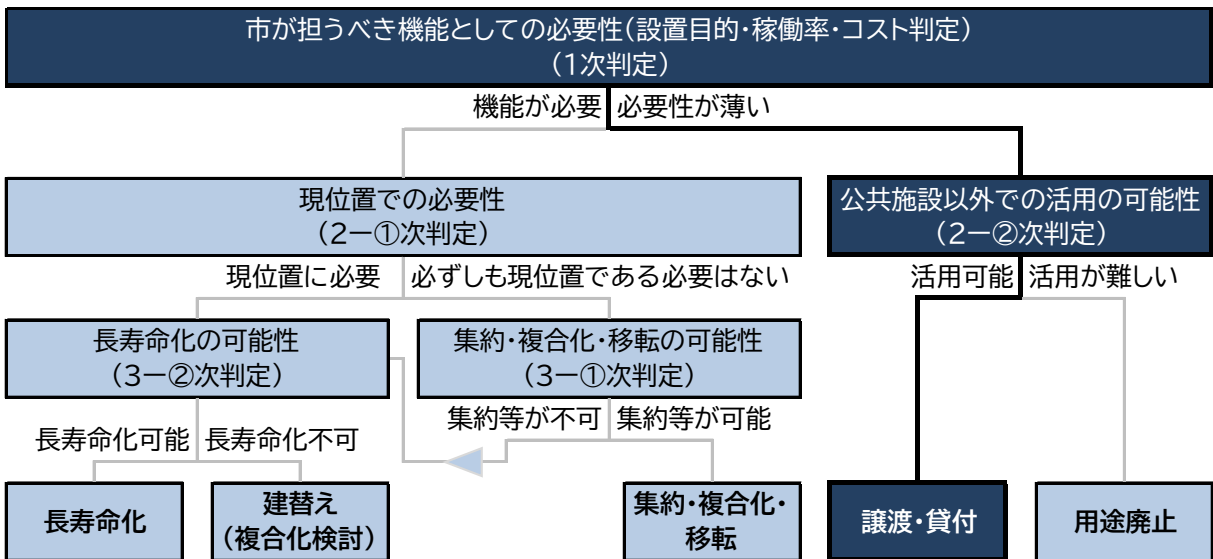 市が担うべき機能としての必要性(設置目的・稼働率・コスト判定)
(1次判定)
機能が必要
必要性が薄い
現位置での必要性
(2ー①次判定)
公共施設以外での活用の可能性
(2ー②次判定)
現位置に必要
必ずしも現位置である必要はない
活用可能
活用が難しい
長寿命化の可能性
(3ー②次判定)
集約・複合化・移転の可能性
(3ー①次判定)
集約等が不可
集約等が可能
長寿命化可能
長寿命化不可
長寿命化
建替え
(複合化検討)
集約・複合化・
移転
譲渡・貸付
用途廃止